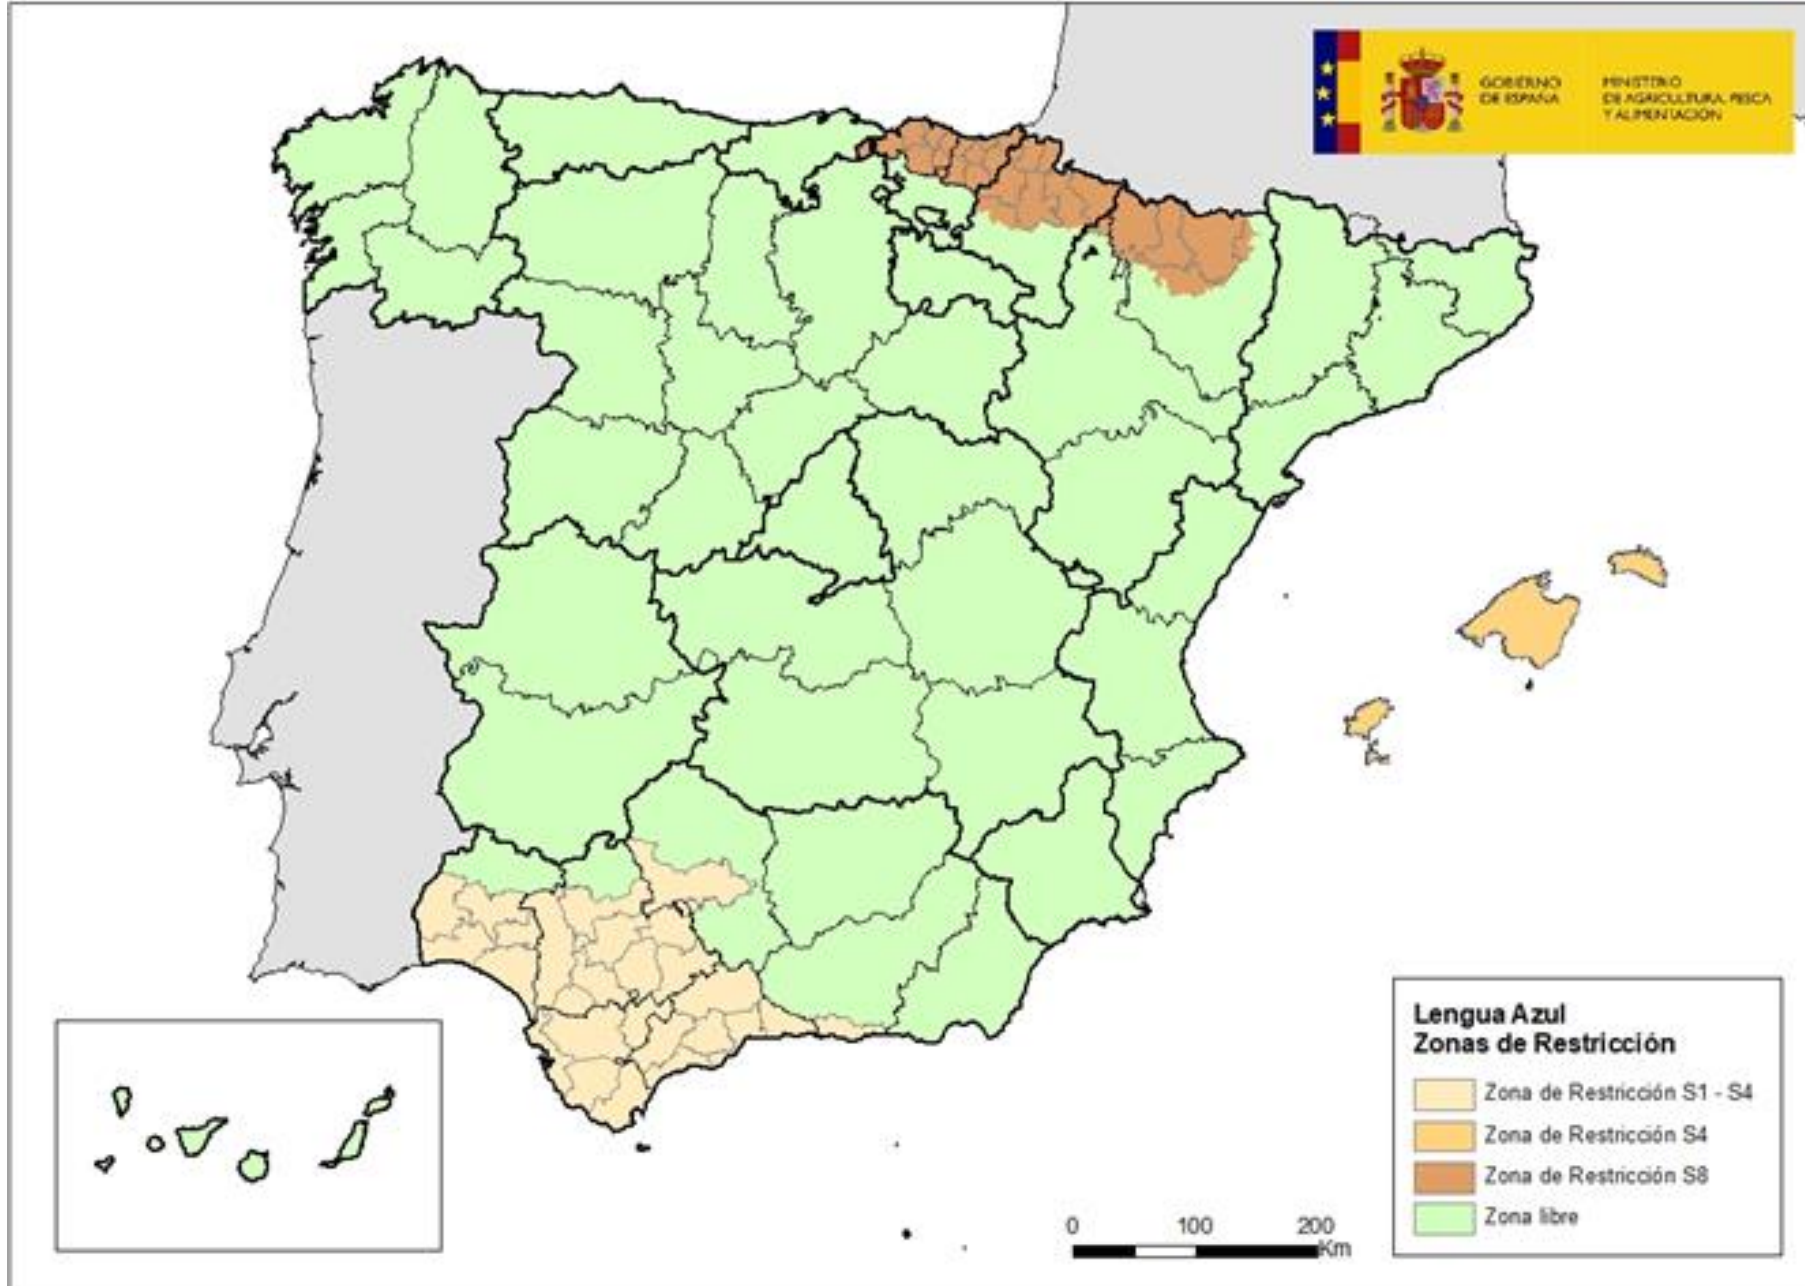 GOBIERNO
DE ESPAÑA
MINISTERIO
DE AGRICULTURA, PESCA
Y ALIMENTACIÓN
Lengua Azul
Zonas de Restricción
Zona de Restricción S1 - S4
Zona de Restricción S4
Zona de Restricción S8
Zona libre
0 100 200
Km